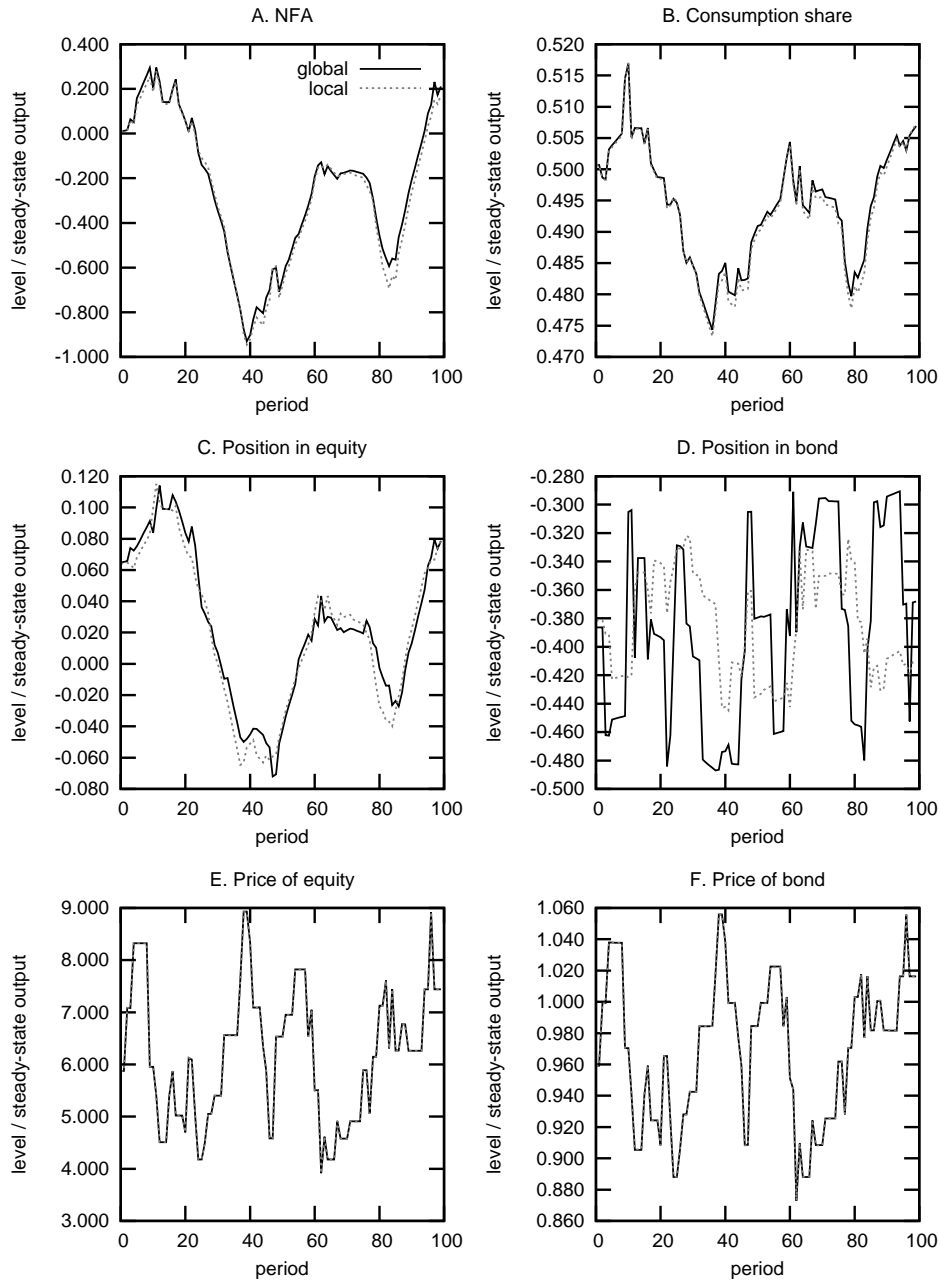 A. NFA
level / steady-state output
0.400
0.200
0.000
-0.200
-0.400
-0.600
-0.800
-1.000
global
local
0 20 40 60 80 100
period
B. Consumption share
level / steady-state output
0.520
0.515
0.510
0.505
0.500
0.495
0.490
0.485
0.480
0.475
0.470
0 20 40 60 80 100
period
C. Position in equity
level / steady-state output
0.120
0.100
0.080
0.060
0.040
0.020
0.000
-0.020
-0.040
-0.060
-0.080
0 20 40 60 80 100
period
D. Position in bond
level / steady-state output
-0.280
-0.300
-0.320
-0.340
-0.360
-0.380
-0.400
-0.420
-0.440
-0.460
-0.480
-0.500
0 20 40 60 80 100
period
E. Price of equity
level / steady-state output
9.000
8.000
7.000
6.000
5.000
4.000
3.000
0 20 40 60 80 100
period
F. Price of bond
level / steady-state output
1.060
1.040
1.020
1.000
0.980
0.960
0.940
0.920
0.900
0.880
0.860
0 20 40 60 80 100
period